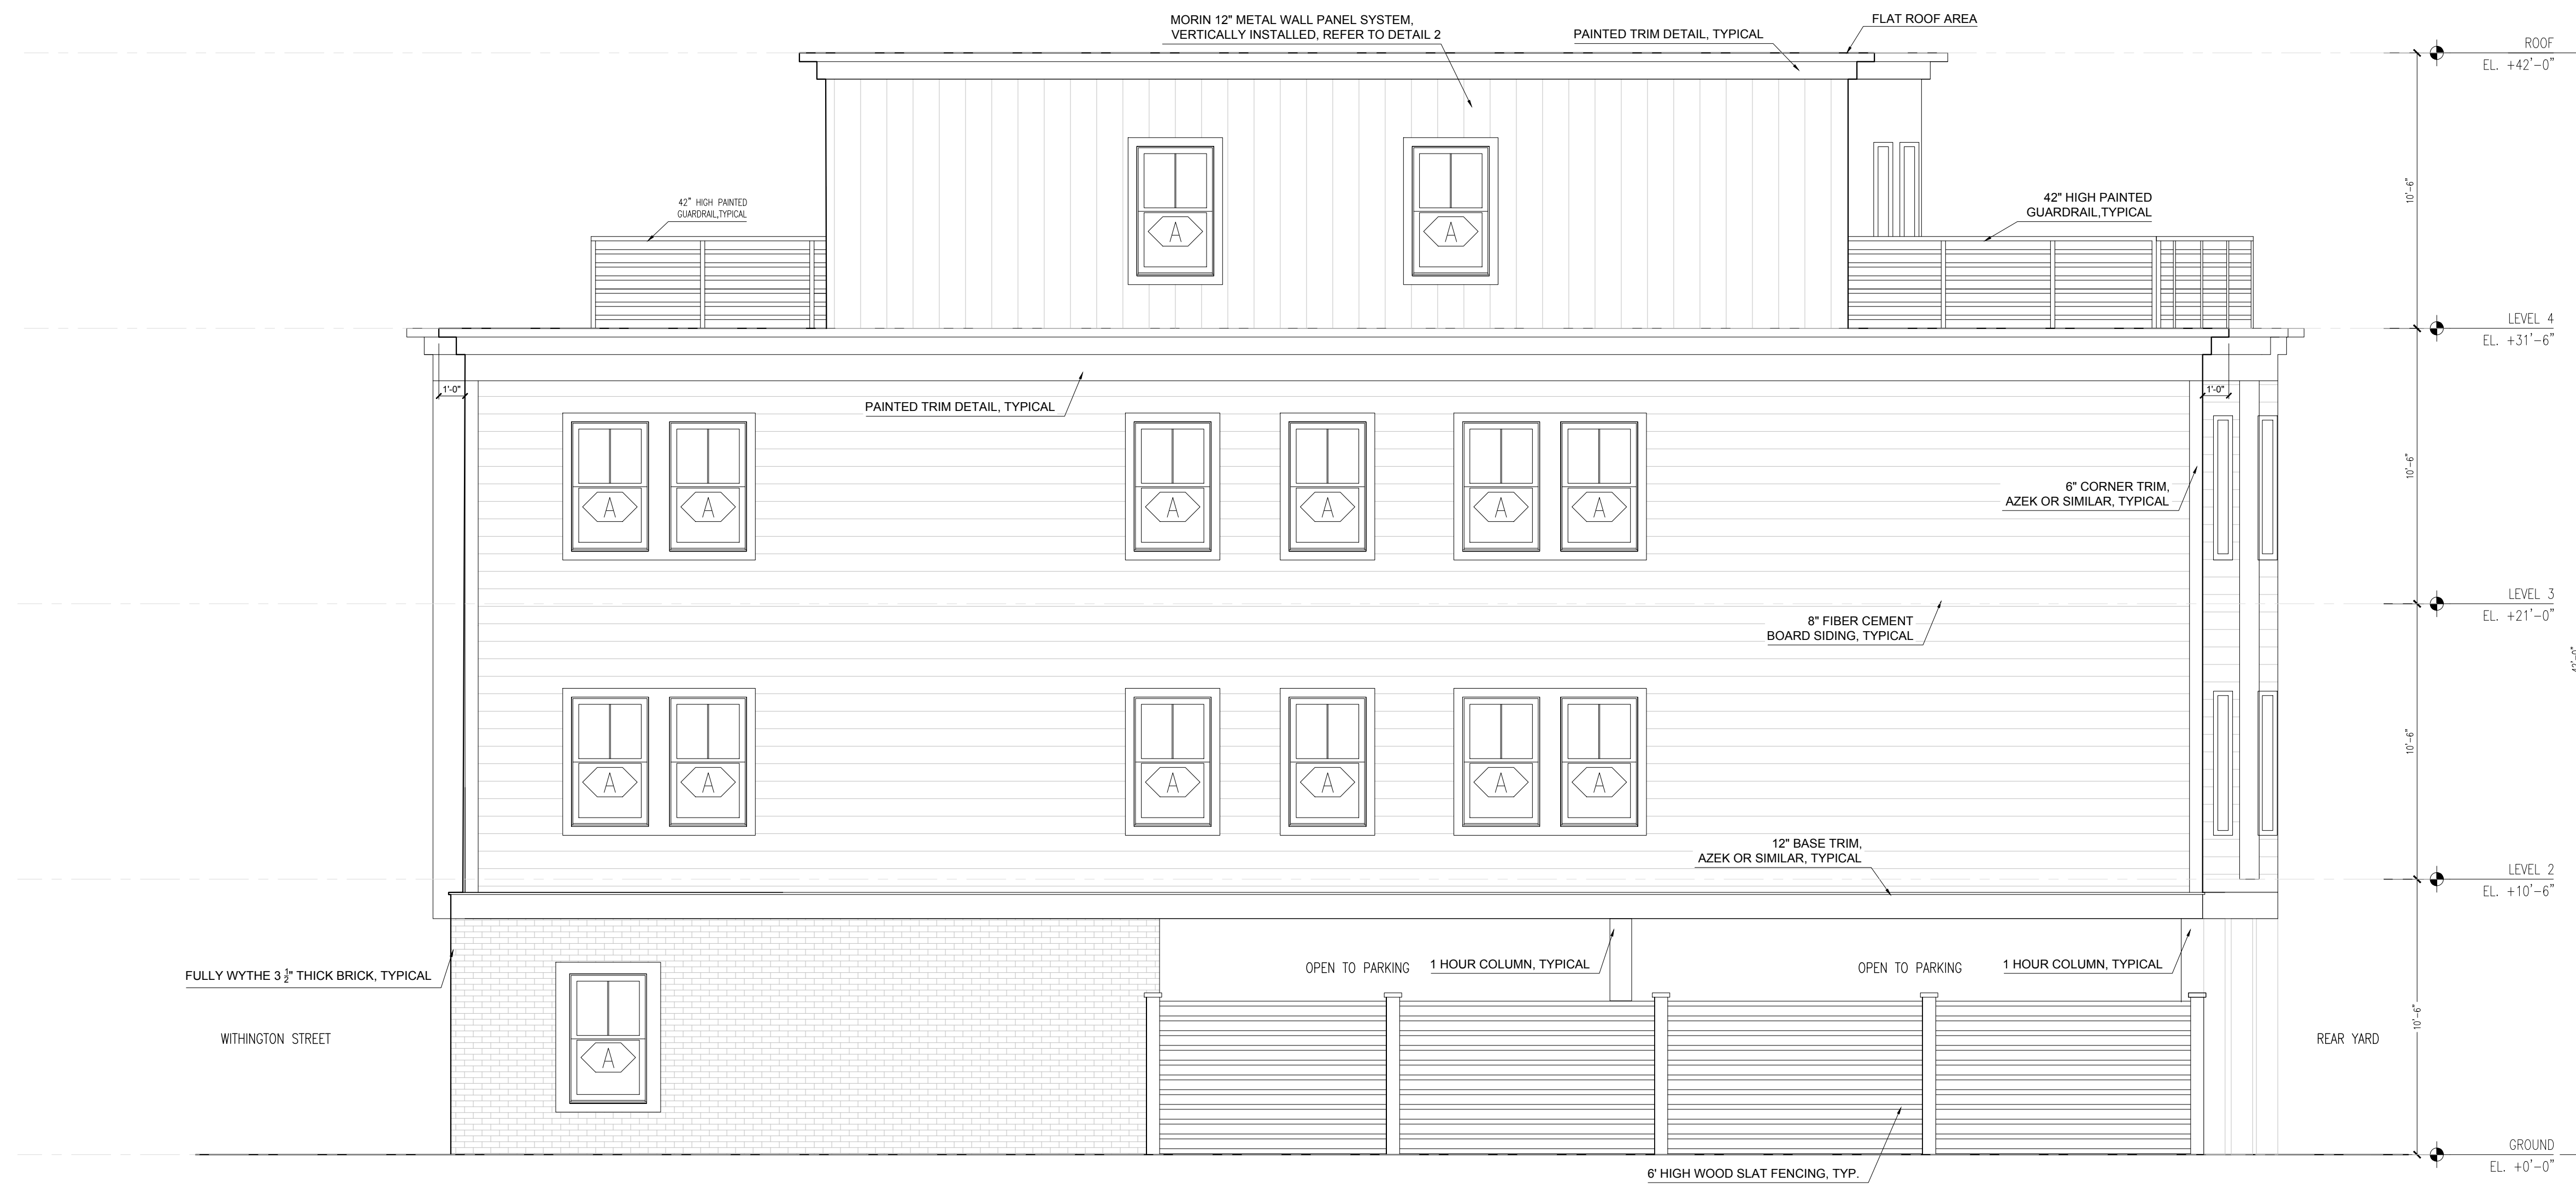 MORIN 12" METAL WALL PANEL SYSTEM,
VERTICALLY INSTALLED, REFER TO DETAIL 2
PAINTED TRIM DETAIL, TYPICAL
FLAT ROOF AREA
ROOF
EL. +42'-0"
42" HIGH PAINTED
GUARDRAIL,TYPICAL
A
A
42" HIGH PAINTED
GUARDRAIL,TYPICAL
10'-6"
LEVEL 4
EL. +31'-6"
1'-0"
PAINTED TRIM DETAIL, TYPICAL
1'-0"
A
A
A
A
A
A
6" CORNER TRIM,
AZEK OR SIMILAR, TYPICAL
10'-6"
8" FIBER CEMENT
BOARD SIDING, TYPICAL
LEVEL 3
EL. +21'-0"
42'-0"
A
A
A
A
A
A
10'-6"
12" BASE TRIM,
AZEK OR SIMILAR, TYPICAL
LEVEL 2
EL. +10'-6"
FULLY WYTHE 3 1/2" THICK BRICK, TYPICAL
OPEN TO PARKING
1 HOUR COLUMN, TYPICAL
OPEN TO PARKING
1 HOUR COLUMN, TYPICAL
WITHINGTON STREET
A
10'-6"
REAR YARD
6' HIGH WOOD SLAT FENCING, TYP.
GROUND
EL. +0'-0"